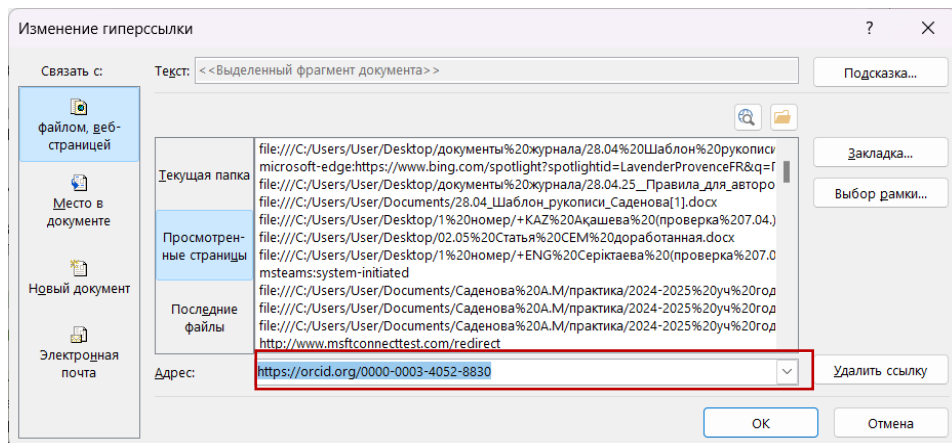 Изменение гиперссылки
Связать с:
Текст: <<Выделенный фрагмент документа>>
Подсказка...
файлом, веб-
страницей
Место в
документе
Новый документ
Электронная
почта
Текущая папка
Просмотрен-
ные страницы
Последние
файлы
file:///C:/Users/User/Desktop/документы%20журнала/28.04%20Шаблон%20рукописи
microsoft-edge:https://www.bing.com/spotlight?spotlightid=LavenderProvenceFR&q=
file:///C:/Users/User/Desktop/документы%20журнала/28.04.25__Правила_для_авторо
file:///C:/Users/User/Documents/28.04_Шаблон_рукописи_Саденова[1].docx
file:///C:/Users/User/Desktop/1%20номер/+KAZ%20Ақашева%20(проверка%207.04.)
file:///C:/Users/User/Desktop/02.05%20Статья%20СЕМ%20доработанная.docx
file:///C:/Users/User/Desktop/1%20номер/+ENG%20Серіктаева%20(проверка%207.0
msteams:system-initiated
file:///C:/Users/User/Documents/Саденова%20А.М/практика/2024-2025%20уч%20год
file:///C:/Users/User/Documents/Саденова%20А.М/практика/2024-2025%20уч%20год
file:///C:/Users/User/Documents/Саденова%20А.М/практика/2024-2025%20уч%20год
http://www.msftconnecttest.com/redirect
Закладка...
Выбор рамки...
Адрес: https://orcid.org/0000-0003-4052-8830
Удалить ссылку
ОК
Отмена